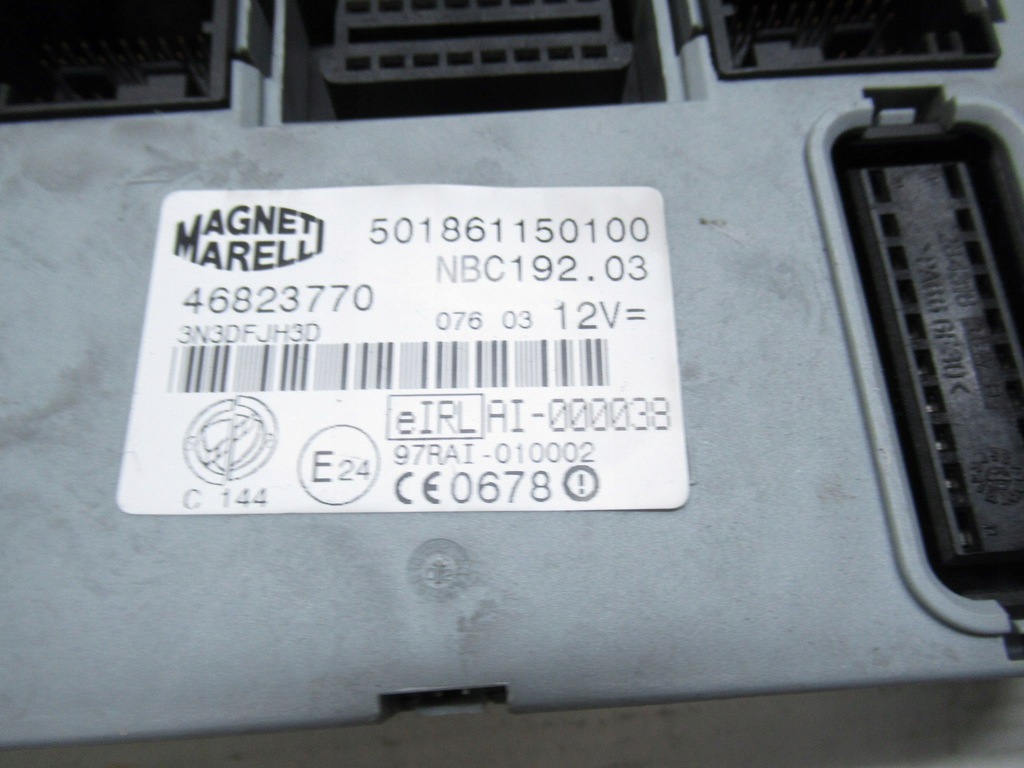 MAGNETI
MARELLI
501861150100
NBC192.03
46823770
076 03 12V=
3N3DFJH3D
eIRL AI-000038
97RAI-010002
E24
CE0678
C 144